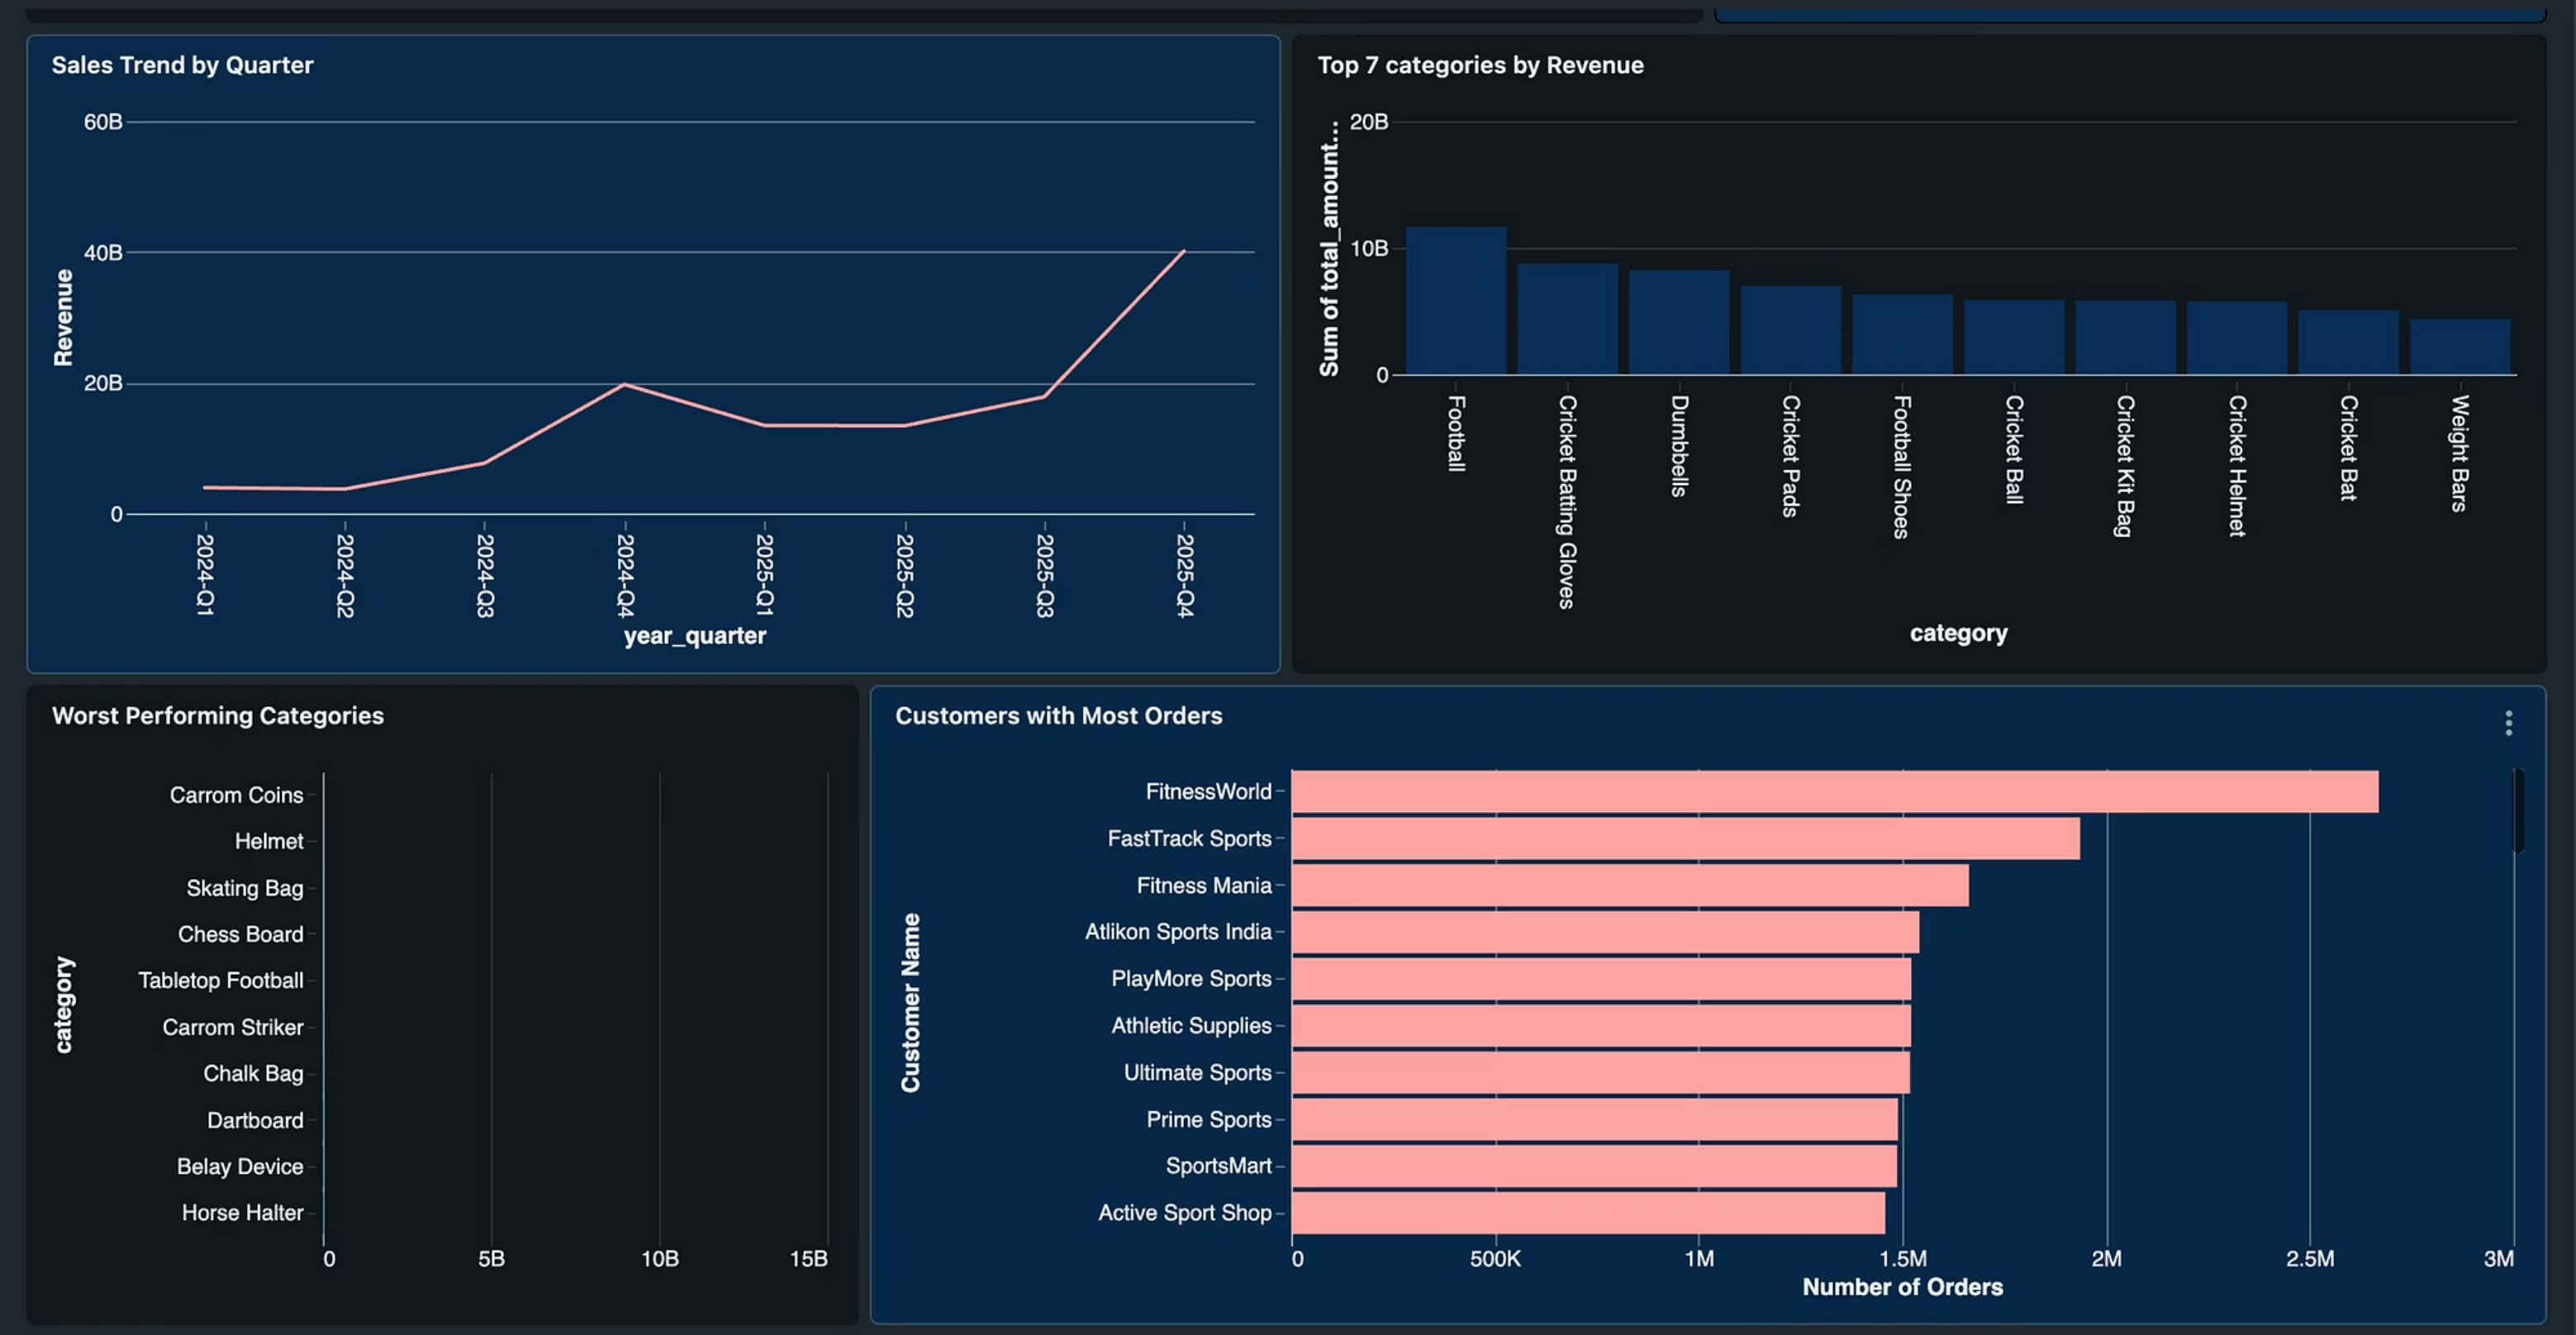 Sales Trend by Quarter
60B
40B
20B
0
Revenue
2024-Q1
2024-Q2
2024-Q3
2024-Q4
2025-Q1
2025-Q2
2025-Q3
2025-Q4
year_quarter
Top 7 categories by Revenue
20B
10B
0
Sum of total_amount...
Football
Cricket Batting Gloves
Dumbbells
Cricket Pads
Football Shoes
Cricket Ball
Cricket Kit Bag
Cricket Helmet
Cricket Bat
Weight Bars
category
Worst Performing Categories
category
Carrom Coins
Helmet
Skating Bag
Chess Board
Tabletop Football
Carrom Striker
Chalk Bag
Dartboard
Belay Device
Horse Halter
0 5B 10B 15B
Customers with Most Orders
Customer Name
FitnessWorld
FastTrack Sports
Fitness Mania
Atlikon Sports India
PlayMore Sports
Athletic Supplies
Ultimate Sports
Prime Sports
SportsMart
Active Sport Shop
0 500K 1M 1.5M 2M 2.5M 3M
Number of Orders